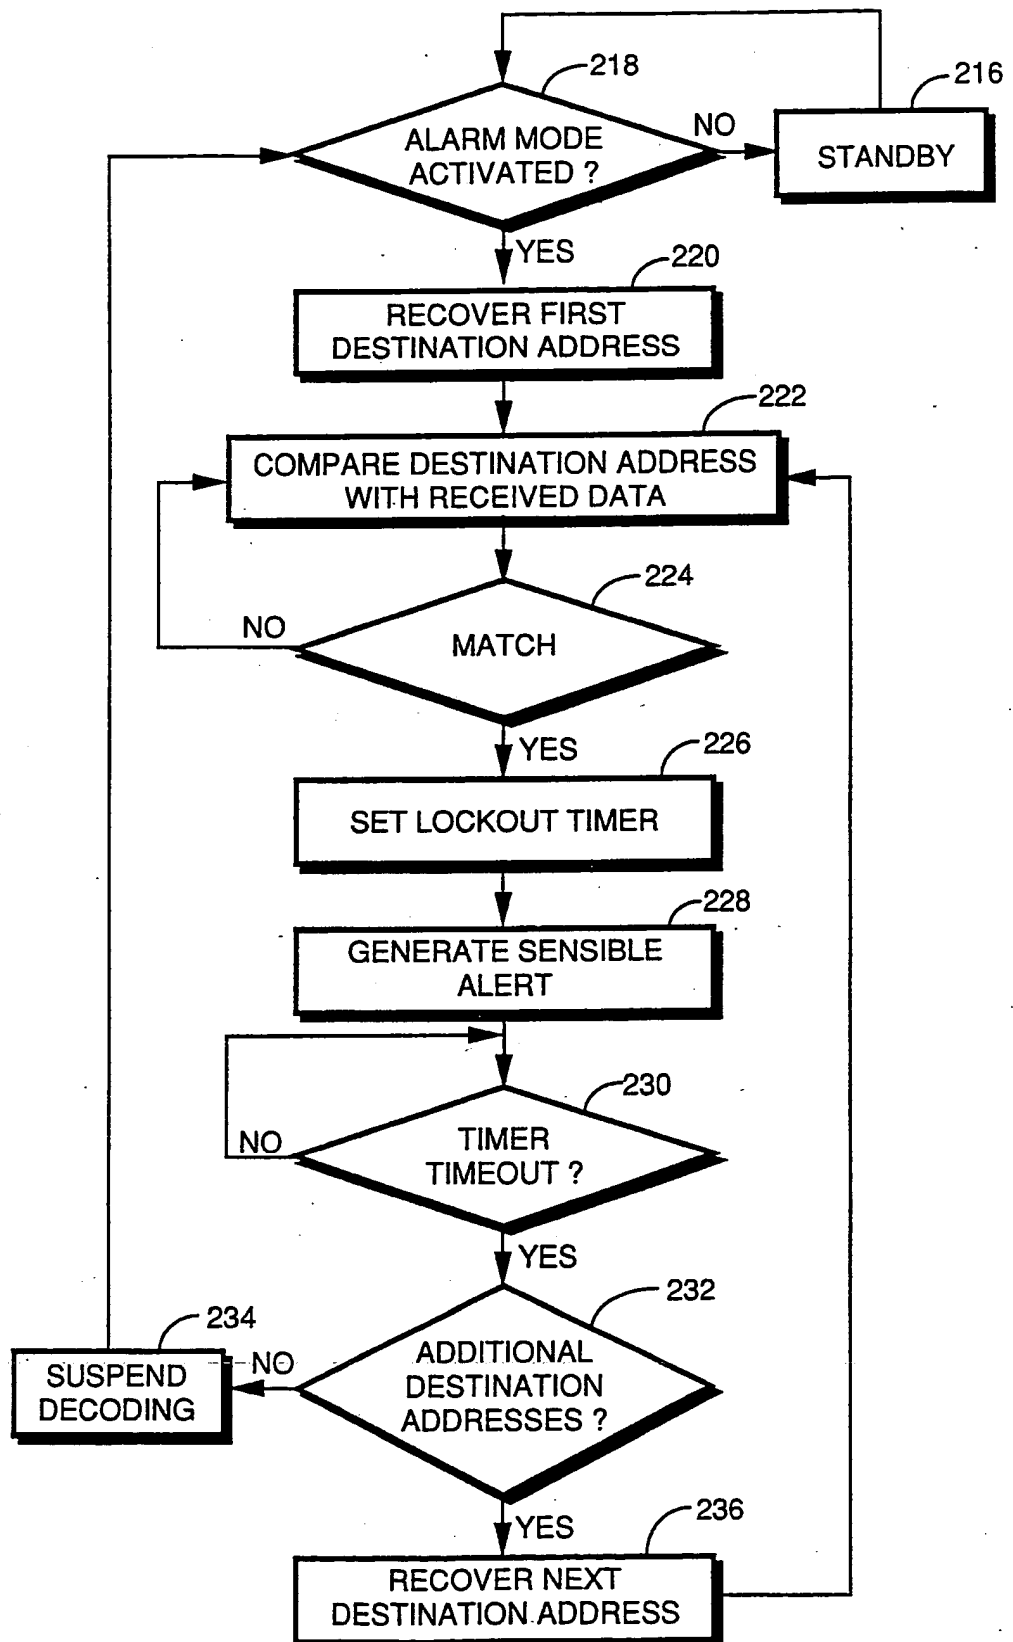 218
216
ALARM MODE
ACTIVATED ?
NO
STANDBY
YES
220
RECOVER FIRST
DESTINATION ADDRESS
222
COMPARE DESTINATION ADDRESS
WITH RECEIVED DATA
224
NO
MATCH
YES
226
SET LOCKOUT TIMER
228
GENERATE SENSIBLE
ALERT
230
NO
TIMER
TIMEOUT ?
YES
232
234
NO
ADDITIONAL
DESTINATION
ADDRESSES ?
SUSPEND
DECODING
YES
236
RECOVER NEXT
DESTINATION ADDRESS